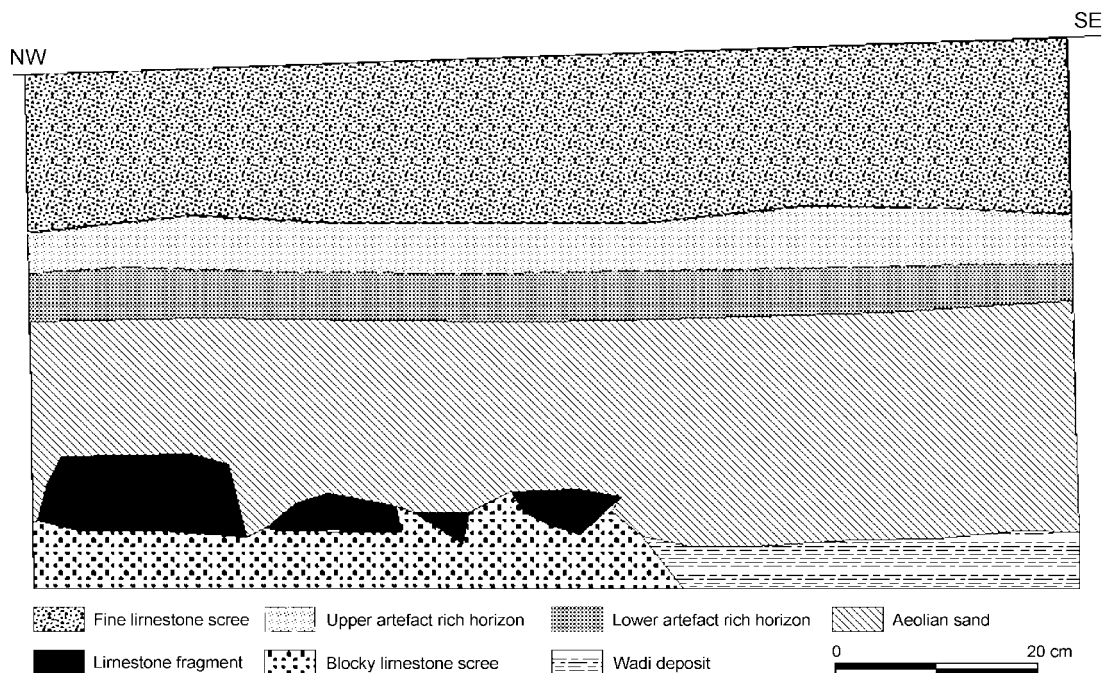 NW
SE
Fine limestone scree
Upper artefact rich horizon
Lower artefact rich horizon
Aeolian sand
Limestone fragment
Blocky limestone scree
Wadi deposit
0
20 cm